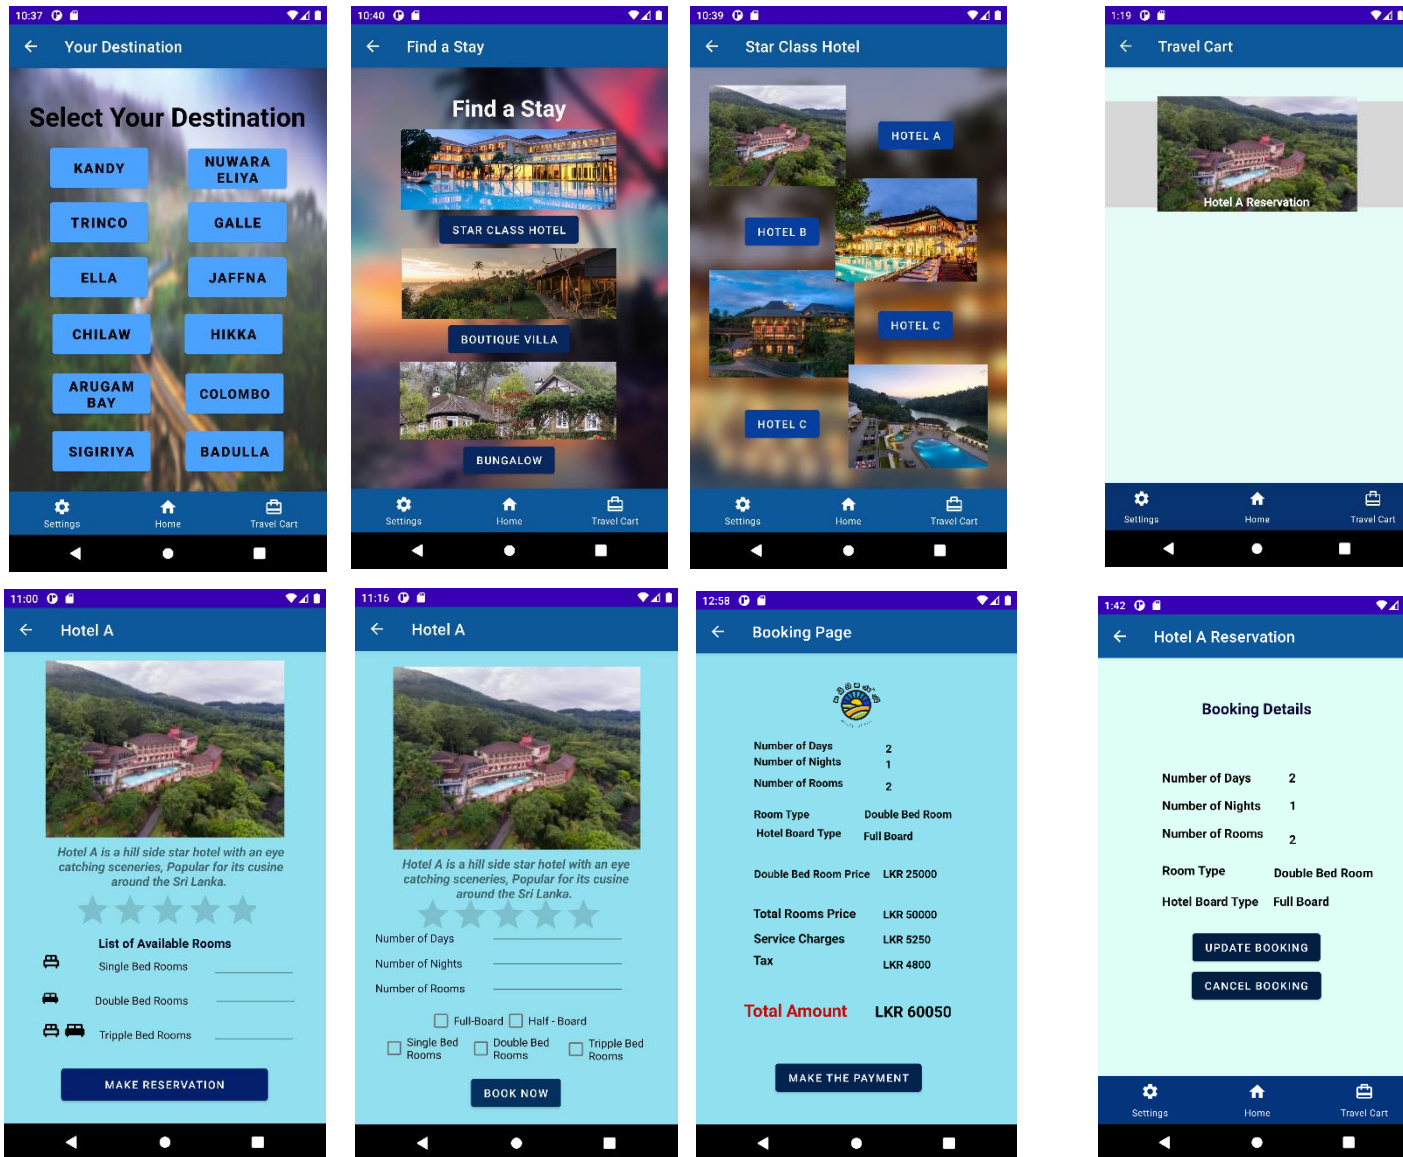 10:37
Your Destination
Select Your Destination
KANDY
NUWARA
ELIYA
TRINCO
GALLE
ELLA
JAFFNA
CHILAW
HIKKA
ARUGAM
BAY
COLOMBO
SIGIRIYA
BADULLA
Settings
Home
Travel Cart
10:40
Find a Stay
Find a Stay
STAR CLASS HOTEL
BOUTIQUE VILLA
BUNGALOW
Settings
Home
Travel Cart
10:39
Star Class Hotel
HOTEL A
HOTEL B
HOTEL C
HOTEL C
Settings
Home
Travel Cart
1:19
Travel Cart
Hotel A Reservation
Settings
Home
Travel Cart
11:00
Hotel A
Hotel A is a hill side star hotel with an eye
catching sceneries, Popular for its cusine
around the Sri Lanka.
List of Available Rooms
Single Bed Rooms
Double Bed Rooms
Tripple Bed Rooms
MAKE RESERVATION
11:16
Hotel A
Hotel A is a hill side star hotel with an eye
catching sceneries, Popular for its cusine
around the Sri Lanka.
Number of Days
Number of Nights
Number of Rooms
Full-Board Half - Board
Single Bed
Rooms
Double Bed
Rooms
Tripple Bed
Rooms
BOOK NOW
12:58
Booking Page
Number of Days 2
Number of Nights 1
Number of Rooms 2
Room Type Double Bed Room
Hotel Board Type Full Board
Double Bed Room Price LKR 25000
Total Rooms Price LKR 50000
Service Charges LKR 5250
Tax LKR 4800
Total Amount LKR 60050
MAKE THE PAYMENT
1:42
Hotel A Reservation
Booking Details
Number of Days 2
Number of Nights 1
Number of Rooms 2
Room Type Double Bed Room
Hotel Board Type Full Board
UPDATE BOOKING
CANCEL BOOKING
Settings
Home
Travel Cart